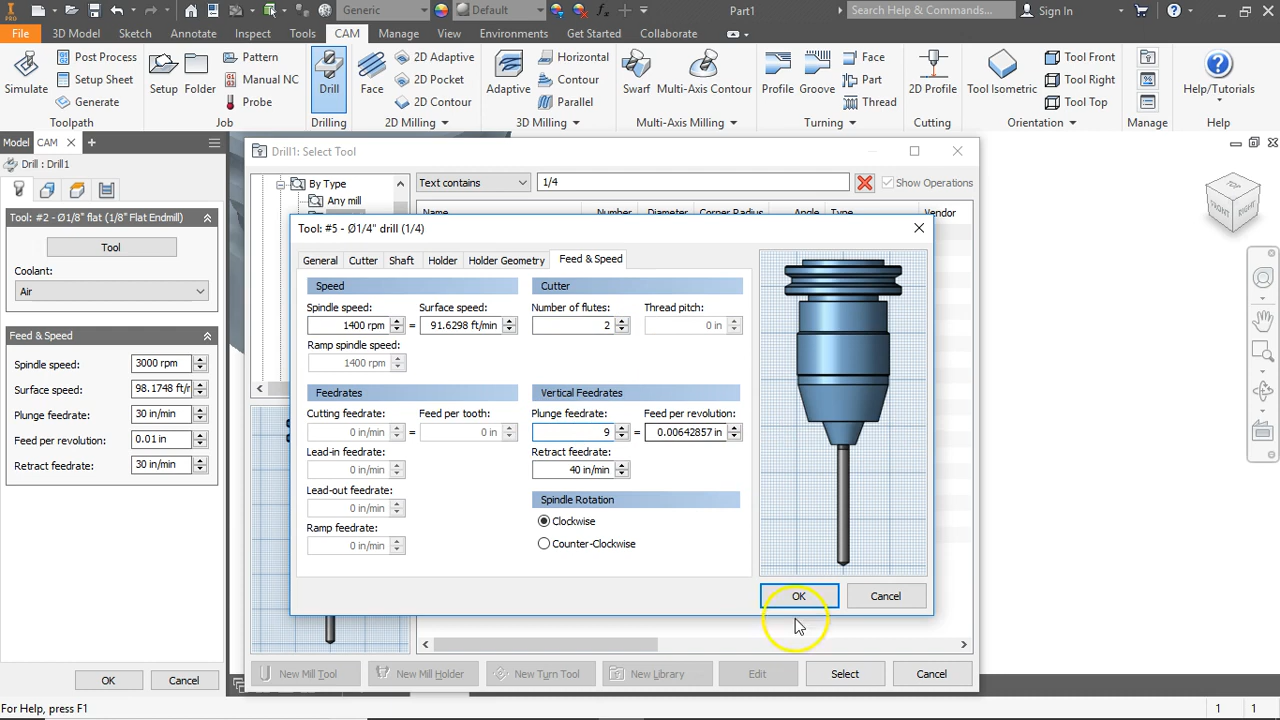 PRO
Generic
Default
Part1
Search Help & Commands...
Sign In
File
3D Model
Sketch
Annotate
Inspect
Tools
CAM
Manage
View
Environments
Get Started
Collaborate
Simulate
Post Process
Setup Sheet
Generate
Toolpath
Setup
Folder
Pattern
Manual NC
Probe
Job
Drill
Drilling
Face
2D Adaptive
2D Pocket
2D Contour
2D Milling
Adaptive
Horizontal
Contour
Parallel
3D Milling
Swarf
Multi-Axis Contour
Multi-Axis Milling
Profile
Groove
Face
Part
Thread
Turning
2D Profile
Cutting
Tool Isometric
Tool Front
Tool Right
Tool Top
Orientation
Manage
Help/Tutorials
Help
Model
CAM
Drill : Drill1
Tool: #2 - Ø1/8" flat (1/8" Flat Endmill)
Tool
Coolant:
Air
Feed & Speed
Spindle speed: 3000 rpm
Surface speed: 98.1748 ft/r
Plunge feedrate: 30 in/min
Feed per revolution: 0.01 in
Retract feedrate: 30 in/min
OK
Cancel
Drill1: Select Tool
By Type
Any mill
Text contains
1/4
Show Operations
Name
Number
Diameter
Corner Radius
Angle
Type
Vendor
Tool: #5 - Ø1/4" drill (1/4)
General
Cutter
Shaft
Holder
Holder Geometry
Feed & Speed
Speed
Spindle speed:
Surface speed:
1400 rpm = 91.6298 ft/min
Ramp spindle speed:
1400 rpm
Cutter
Number of flutes:
Thread pitch:
2
0 in
Feedrates
Cutting feedrate:
Feed per tooth:
0 in/min = 0 in
Lead-in feedrate:
0 in/min
Lead-out feedrate:
0 in/min
Ramp feedrate:
0 in/min
Vertical Feedrates
Plunge feedrate:
Feed per revolution:
9 = 0.00642857 in
Retract feedrate:
40 in/min
Spindle Rotation
Clockwise
Counter-Clockwise
OK
Cancel
New Mill Tool
New Mill Holder
New Turn Tool
New Library
Edit
Select
Cancel
FRONT
RIGHT
For Help, press F1
1
1